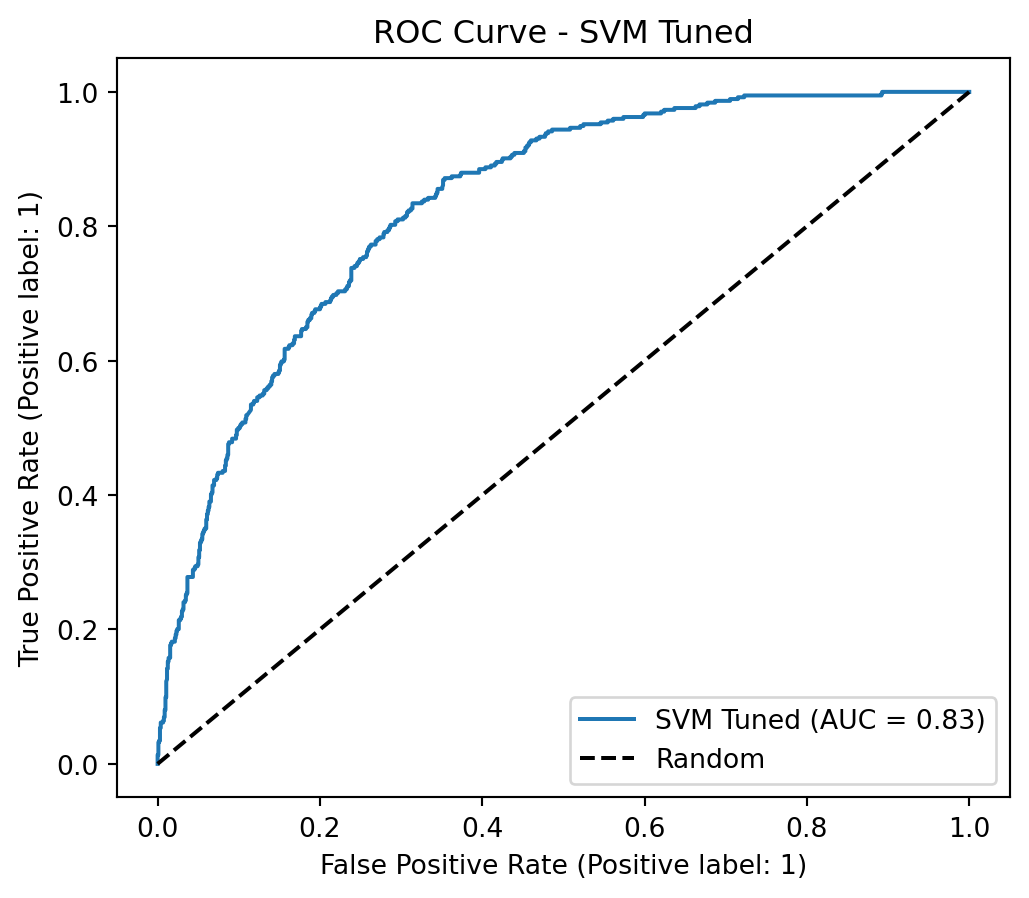 ROC Curve - SVM Tuned
True Positive Rate (Positive label: 1)
1.0
0.8
0.6
0.4
0.2
0.0
SVM Tuned (AUC = 0.83)
Random
0.0 0.2 0.4 0.6 0.8 1.0
False Positive Rate (Positive label: 1)